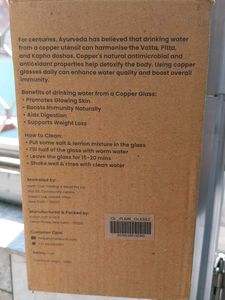 For centuries, Ayurveda has believed that drinking water
from a copper utensil can harmonise the Vatta, Pitta,
and Kapha doshas. Copper's natural antimicrobial and
antioxidant properties help detoxify the body. Using copper
glasses daily can enhance water quality and boost overall
immunity.
Benefits of drinking water from a Copper Glass:
• Promotes Glowing Skin
• Boosts Immunity Naturally
• Aids Digestion
• Supports Weight Loss
How to Clean:
• Put some salt & lemon mixture in the glass
• Fill half of the glass with warm water
• Leave the glass for 15-20 mins
• Shake well & rinse with clean water
Marketed by:
Manufactured & Packed by:
Customer Care: